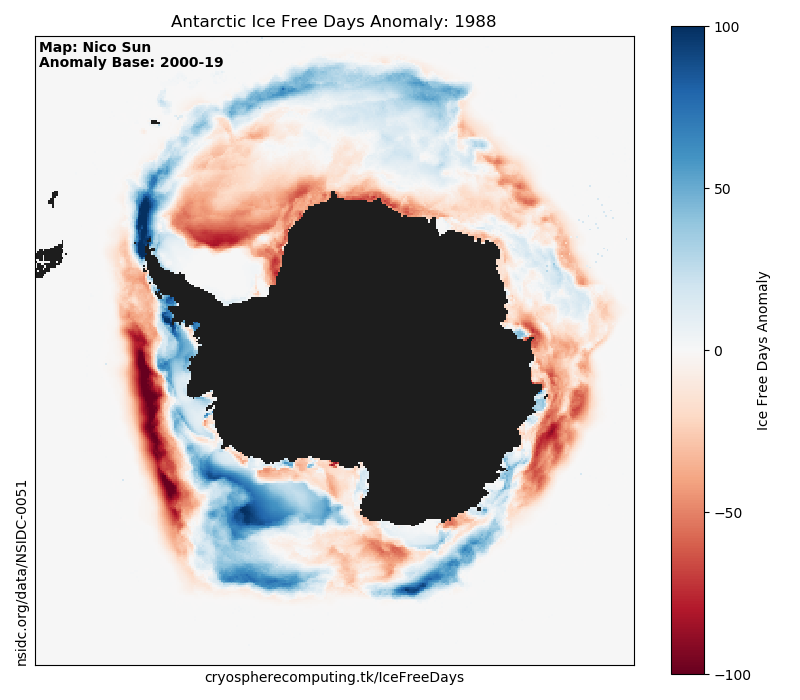 Antarctic Ice Free Days Anomaly: 1988
Map: Nico Sun
Anomaly Base: 2000-19
100
50
0
−50
−100
Ice Free Days Anomaly
nsidc.org/data/NSIDC-0051
cryospherecomputing.tk/IceFreeDays